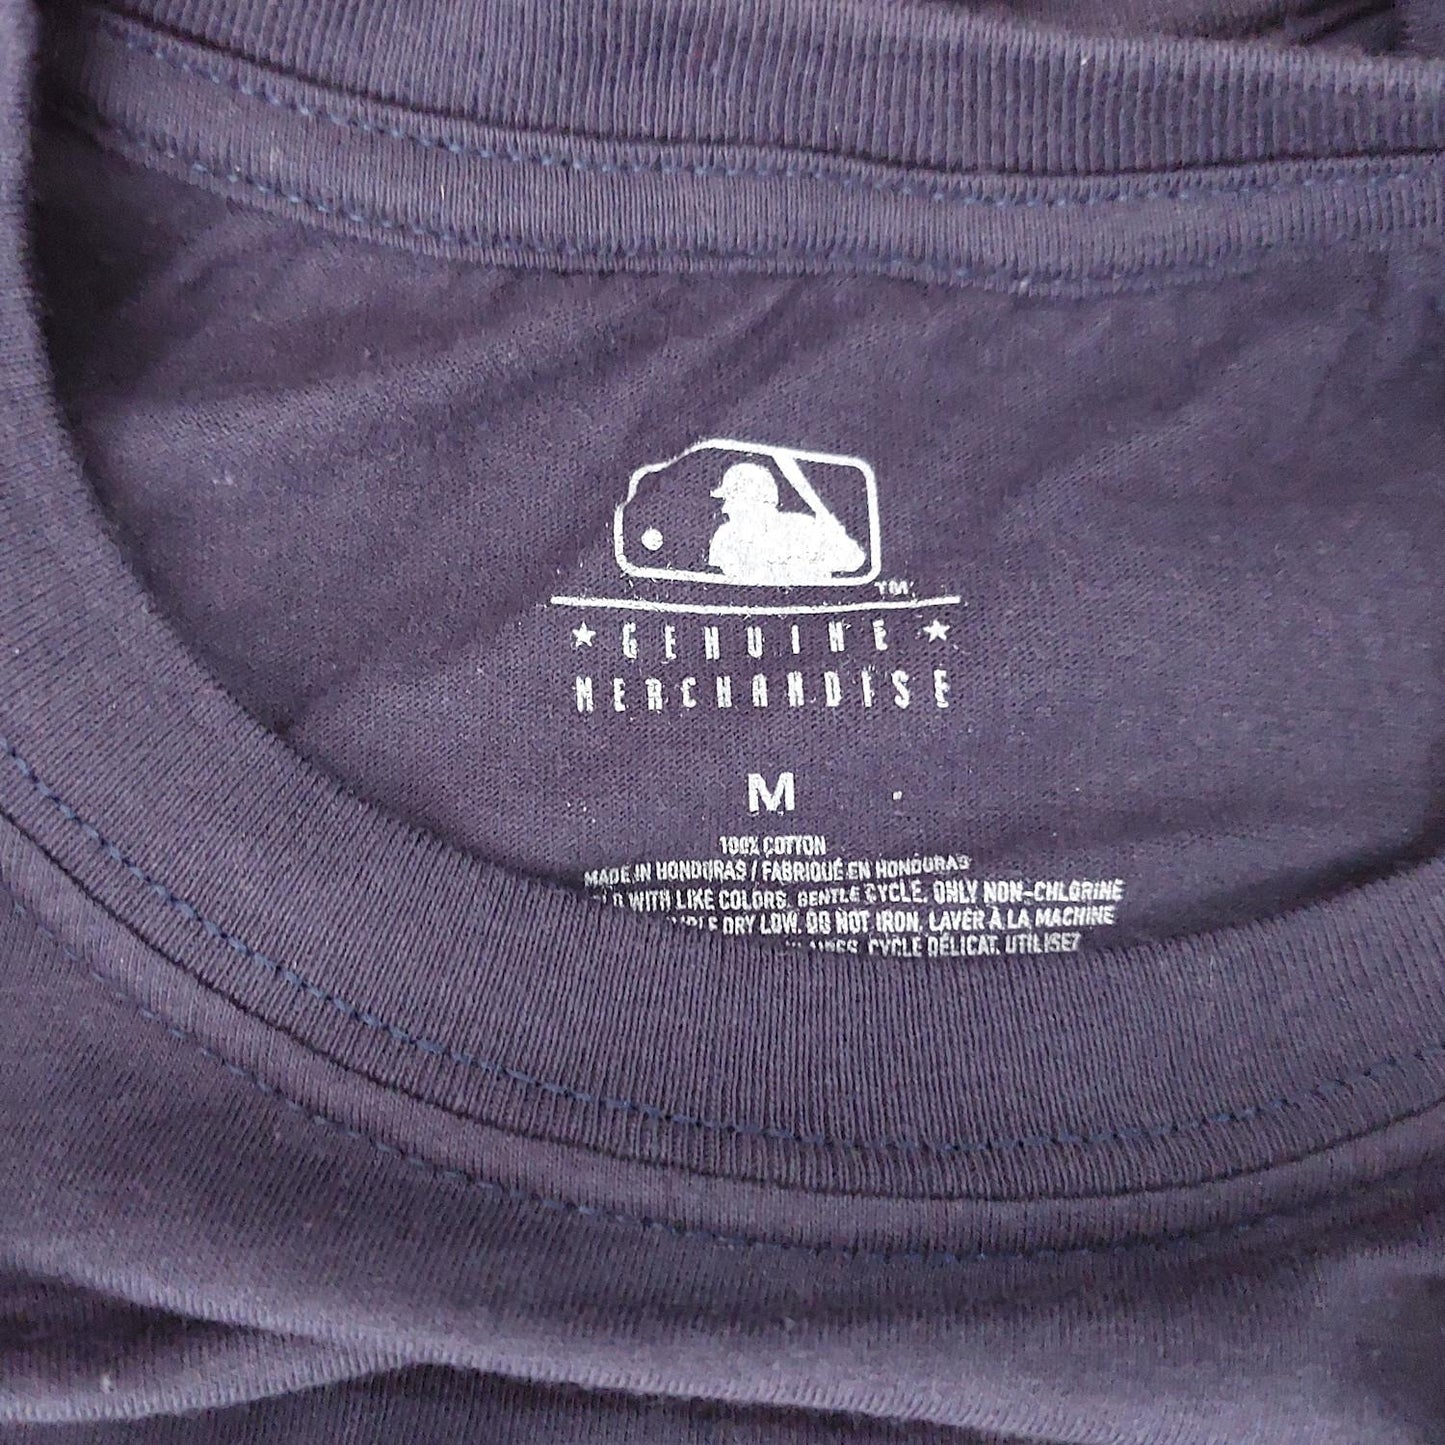 TM
★ GENUINE ★
MERCHANDISE
M
100% COTTON
MADE IN HONDURAS / FABRIQUÉ EN HONDURAS
WITH LIKE COLORS. GENTLE CYCLE. ONLY NON-CHLORINE
DRY LOW. DO NOT IRON. LAVER À LA MACHINE
CYCLE DÉLICAT. UTILISEZ